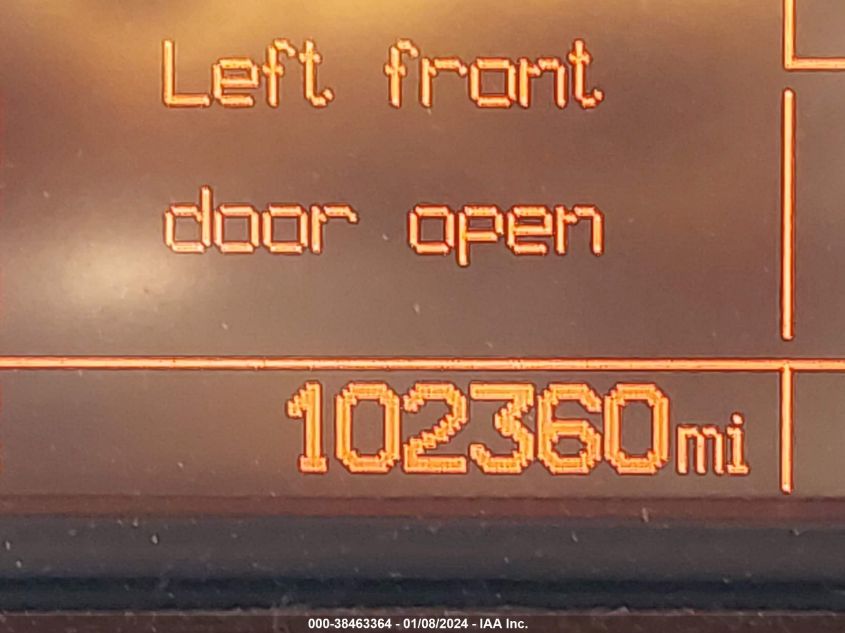 Left front
door open
102360mi
000-38463364 - 01/08/2024 - IAA Inc.